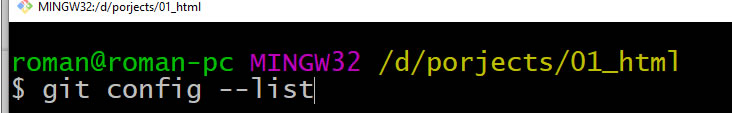 MINGW32:/d/porjects/01_html
roman@roman-pc MINGW32 /d/porjects/01_html
$ git config --list